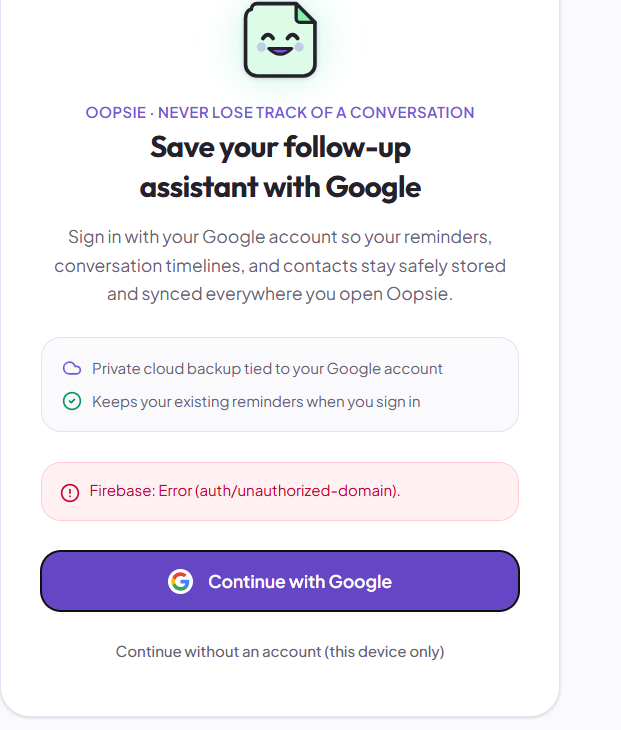 OOPSIE · NEVER LOSE TRACK OF A CONVERSATION
Save your follow-up
assistant with Google
Sign in with your Google account so your reminders,
conversation timelines, and contacts stay safely stored
and synced everywhere you open Oopsie.
Private cloud backup tied to your Google account
Keeps your existing reminders when you sign in
Firebase: Error (auth/unauthorized-domain).
Continue with Google
Continue without an account (this device only)